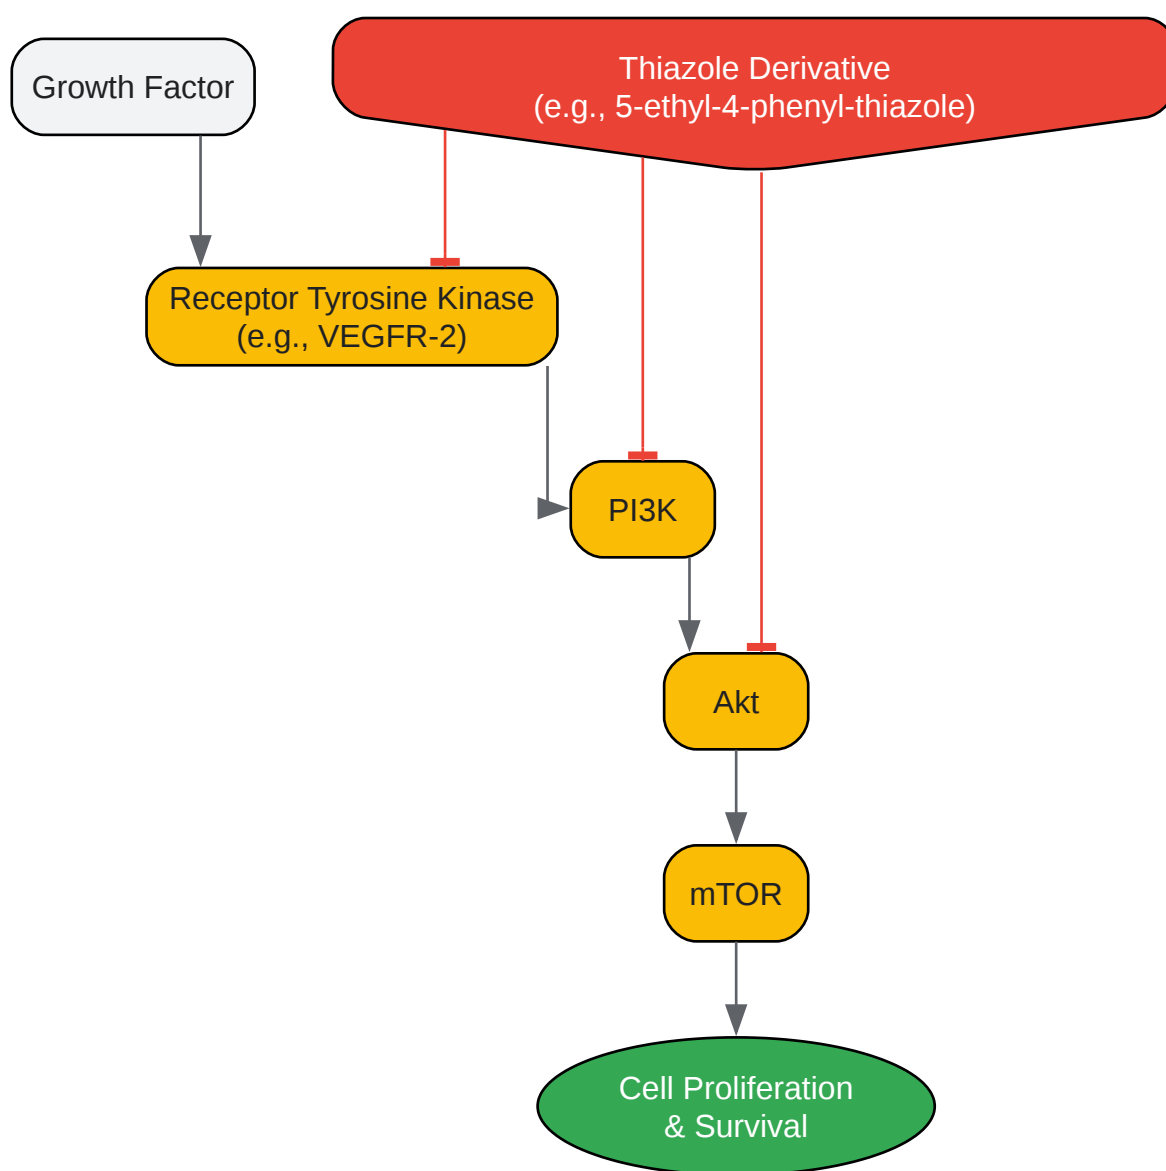 Growth Factor
Thiazole Derivative
(e.g., 5-ethyl-4-phenyl-thiazole)
Receptor Tyrosine Kinase
(e.g., VEGFR-2)
PI3K
Akt
mTOR
Cell Proliferation
& Survival